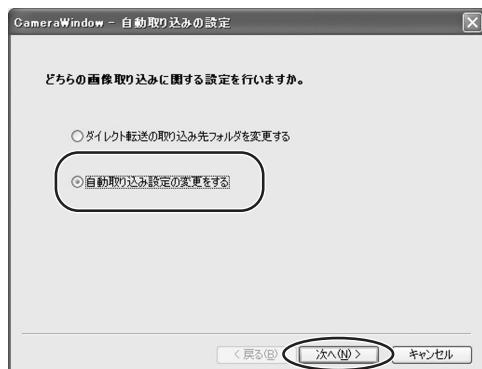 CameraWindow - 自動取り込みの設定
どちらの画像取り込みに関する設定を行いますか。
ダイレクト転送の取り込み先フォルダを変更する
自動取り込み設定の変更をする
< 戻る(B) 次へ(N) > キャンセル